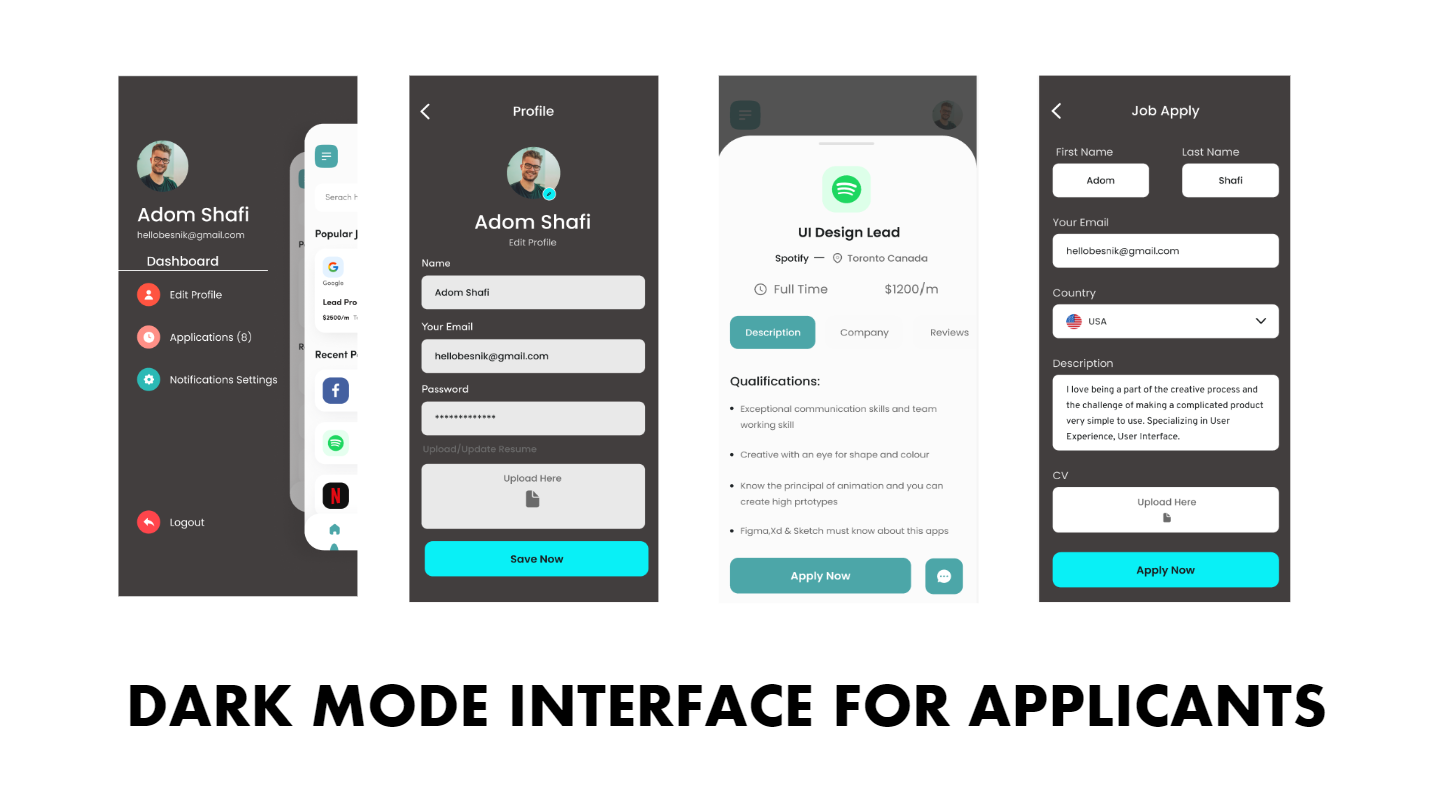 Adom Shafi
hellobesnik@gmail.com
Dashboard
Edit Profile
Applications (8)
Notifications Settings
Logout
Serach
Popular
Google
Lead Pro
$2500/m
Recent
Profile
Adom Shafi
Edit Profile
Name
Adom Shafi
Your Email
hellobesnik@gmail.com
Password
*************
Upload/Update Resume
Upload Here
Save Now
UI Design Lead
Spotify — Toronto Canada
Full Time $1200/m
Description Company Reviews
Qualifications:
• Exceptional communication skills and team
working skill
• Creative with an eye for shape and colour
• Know the principal of animation and you can
create high prtotypes
• Figma,Xd & Sketch must know about this apps
Apply Now
Job Apply
First Name Last Name
Adom Shafi
Your Email
hellobesnik@gmail.com
Country
USA
Description
I love being a part of the creative process and
the challenge of making a complicated product
very simple to use. Specializing in User
Experience, User Interface.
CV
Upload Here
Apply Now
DARK MODE INTERFACE FOR APPLICANTS